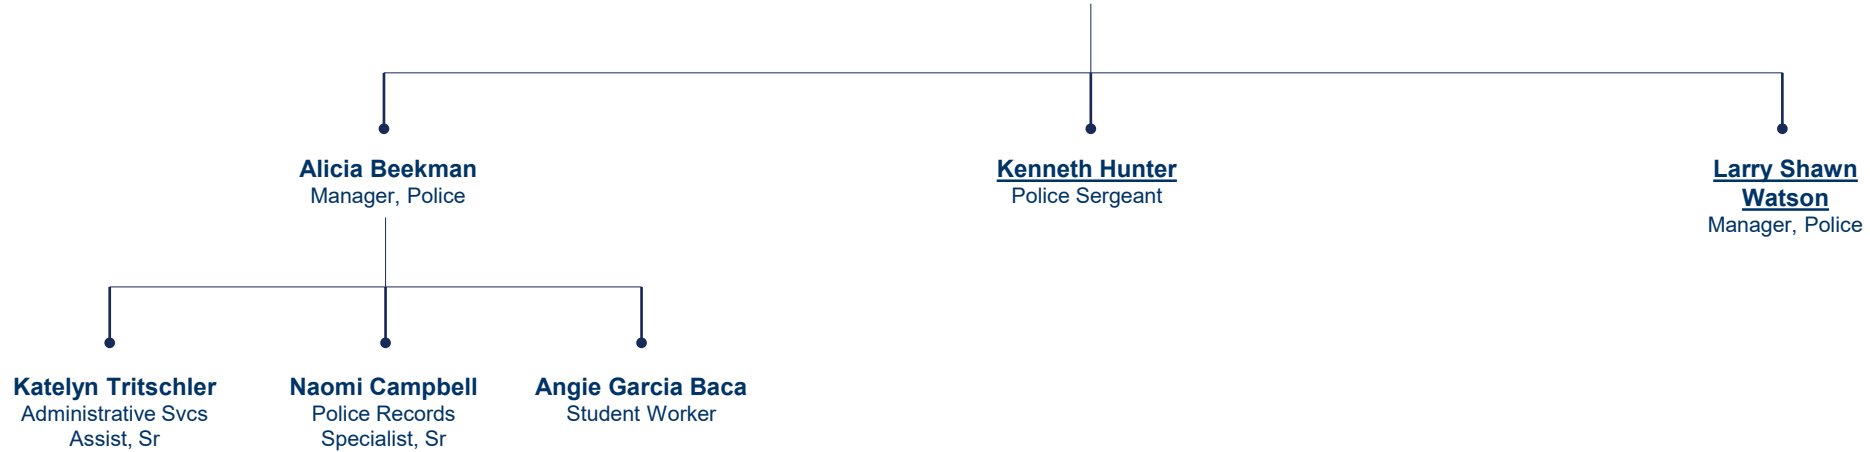 Alicia Beekman
Manager, Police
Kenneth Hunter
Police Sergeant
Larry Shawn
Watson
Manager, Police
Katelyn Tritschler
Administrative Svcs
Assist, Sr
Naomi Campbell
Police Records
Specialist, Sr
Angie Garcia Baca
Student Worker